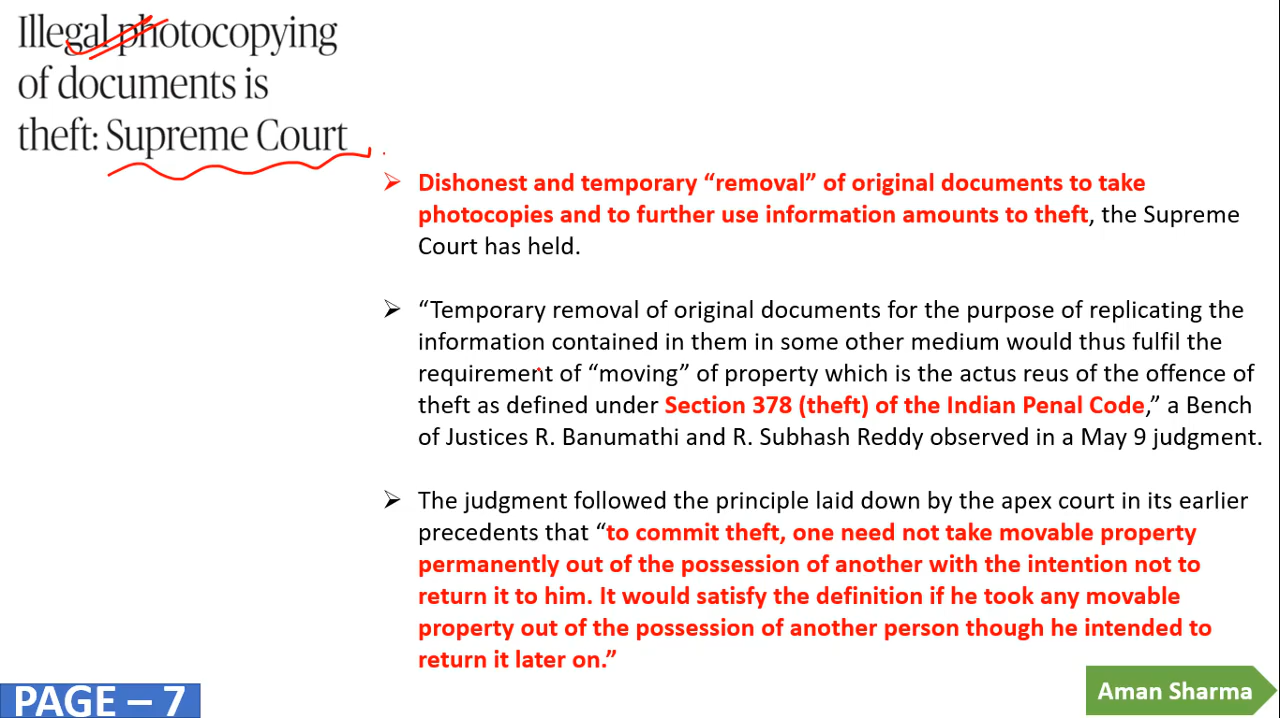 Illegal photocopying
of documents is
theft: Supreme Court
➢ Dishonest and temporary “removal” of original documents to take
photocopies and to further use information amounts to theft, the Supreme
Court has held.
➢ “Temporary removal of original documents for the purpose of replicating the
information contained in them in some other medium would thus fulfil the
requirement of “moving” of property which is the actus reus of the offence of
theft as defined under Section 378 (theft) of the Indian Penal Code,” a Bench
of Justices R. Banumathi and R. Subhash Reddy observed in a May 9 judgment.
➢ The judgment followed the principle laid down by the apex court in its earlier
precedents that “to commit theft, one need not take movable property
permanently out of the possession of another with the intention not to
return it to him. It would satisfy the definition if he took any movable
property out of the possession of another person though he intended to
return it later on.”
PAGE – 7
Aman Sharma